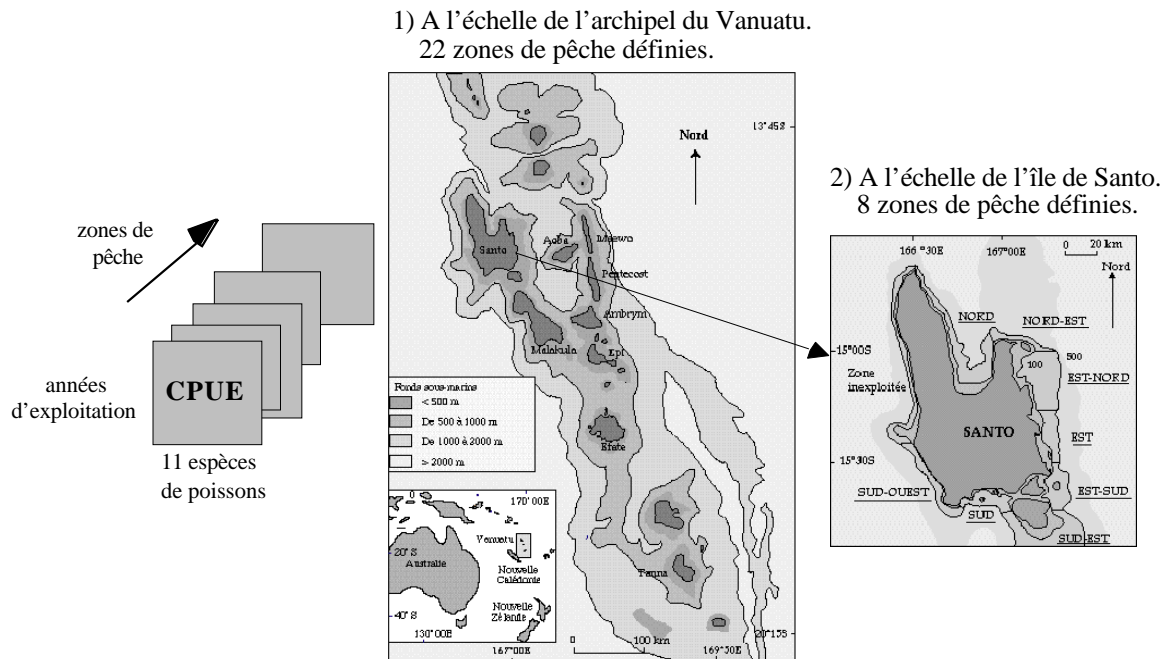 1) A l’échelle de l’archipel du Vanuatu.
22 zones de pêche définies.
zones de
pêche
années
d’exploitation
CPUE
11 espèces
de poissons
Nord
13°45S
Santo
Aoba
Maewo
Pentecost
Ambrym
Malakula
Epi
Efate
Tanna
Fonds sous-marins
< 500 m
De 500 à 1000 m
De 1000 à 2000 m
> 2000 m
0
170°00E
Vanuatu
20°S
Australie
Nouvelle
Calédonie
Nouvelle
Zélande
40°S
130°00E
167°00E
0 100 km
169°30E
20°15S
2) A l’échelle de l’île de Santo.
8 zones de pêche définies.
166°30E
167°00E
0 20 km
Nord
NORD
NORD-EST
15°00S
Zone
inexploitée
100
500
EST-NORD
SANTO
EST
15°30S
SUD-OUEST
EST-SUD
SUD
SUD-EST